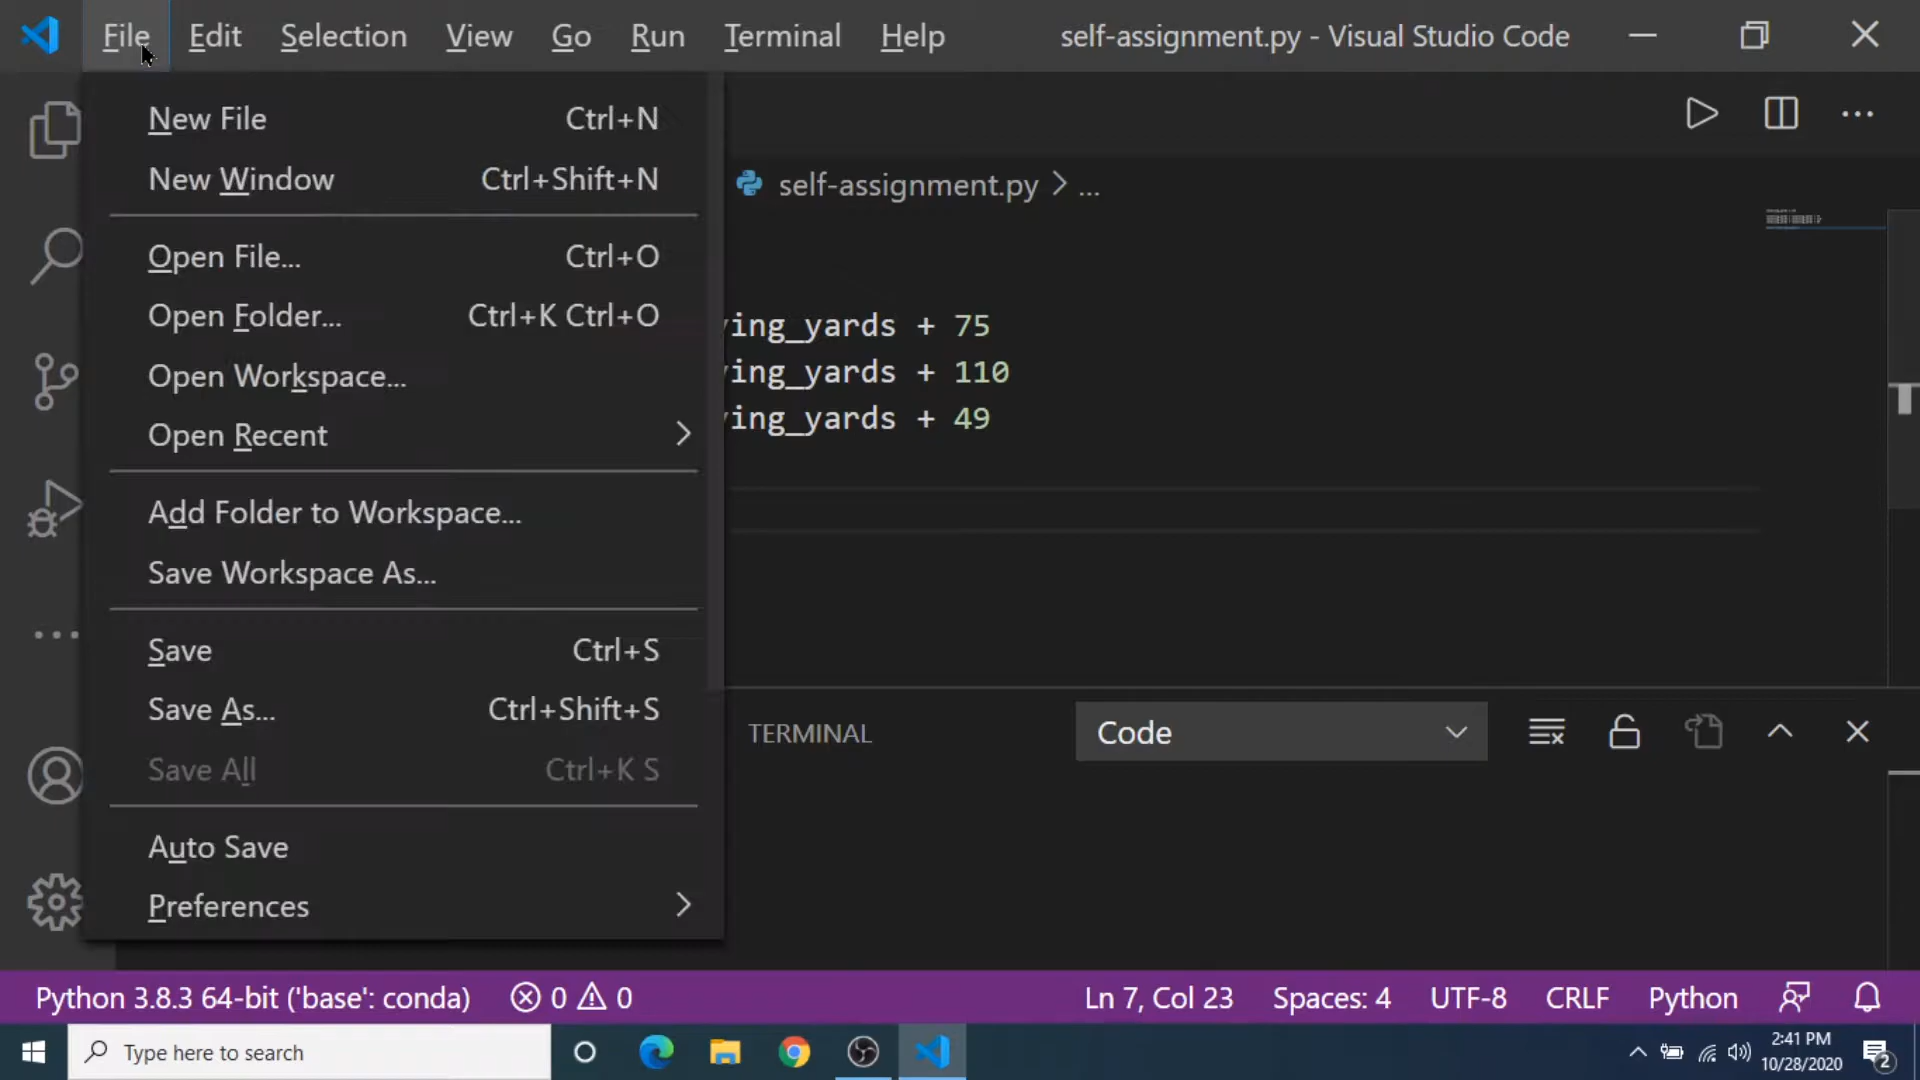 File Edit Selection View Go Run Terminal Help self-assignment.py - Visual Studio Code
New File Ctrl+N
New Window Ctrl+Shift+N
Open File... Ctrl+O
Open Folder... Ctrl+K Ctrl+O
Open Workspace...
Open Recent
Add Folder to Workspace...
Save Workspace As...
Save Ctrl+S
Save As... Ctrl+Shift+S
Save All Ctrl+K S
Auto Save
Preferences
self-assignment.py > ...
ing_yards + 75
ing_yards + 110
ing_yards + 49
TERMINAL Code
Python 3.8.3 64-bit ('base': conda) 0 0 Ln 7, Col 23 Spaces: 4 UTF-8 CRLF Python
Type here to search
2:41 PM
10/28/2020
2